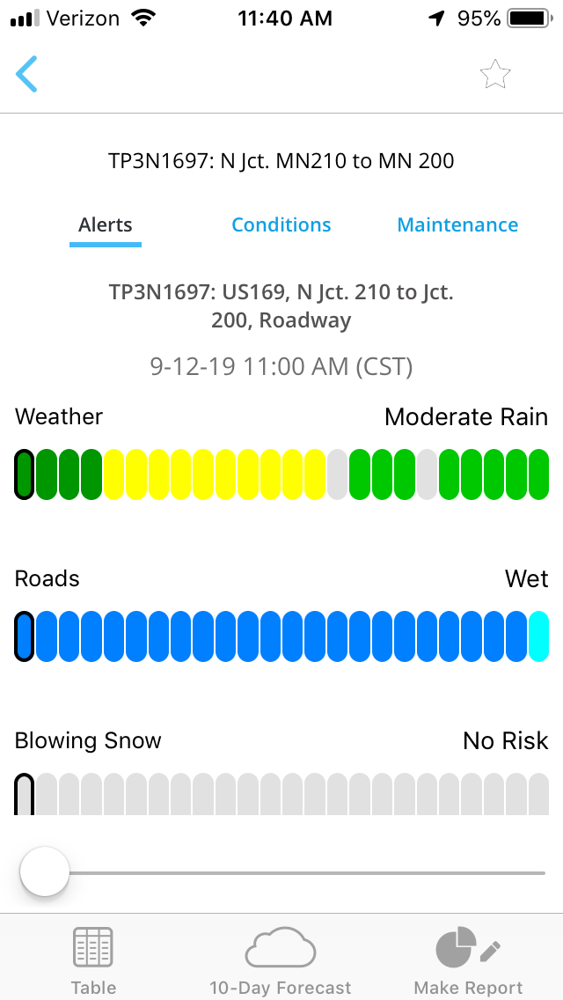 Verizon 11:40 AM 95%
TP3N1697: N Jct. MN210 to MN 200
Alerts Conditions Maintenance
TP3N1697: US169, N Jct. 210 to Jct.
200, Roadway
9-12-19 11:00 AM (CST)
Weather Moderate Rain
Roads Wet
Blowing Snow No Risk
Table 10-Day Forecast Make Report